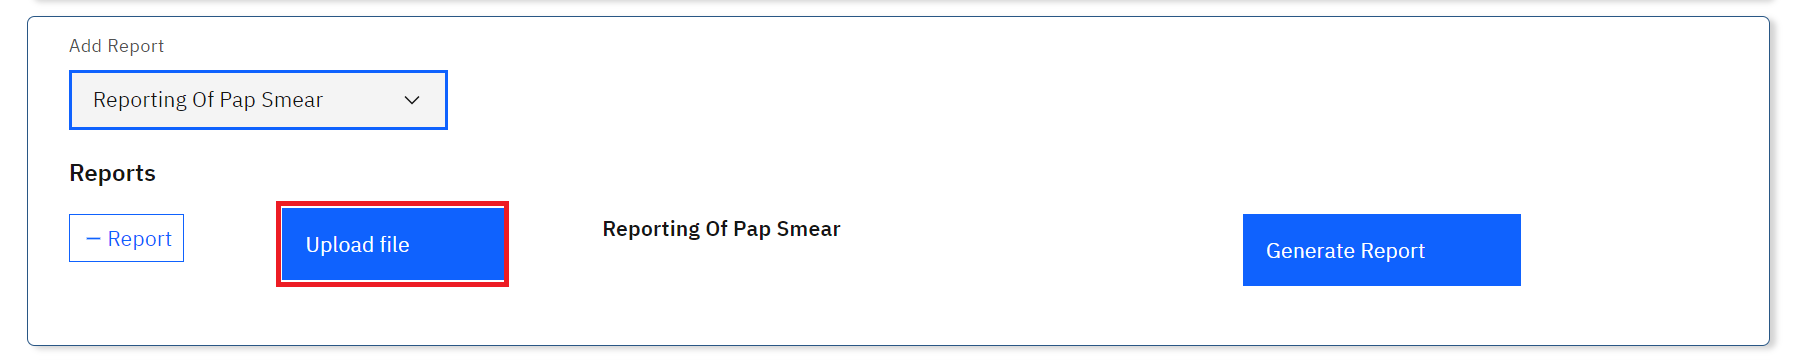 Add Report
Reporting Of Pap Smear
Reports
– Report
Upload file
Reporting Of Pap Smear
Generate Report